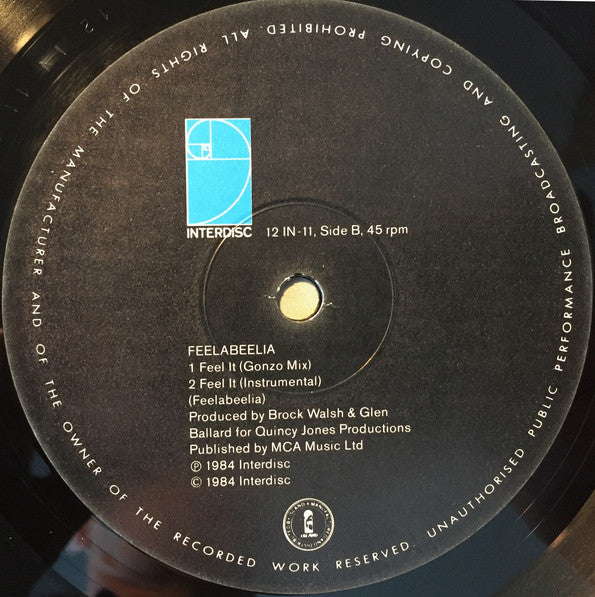 INTERDISC
12 IN-11, Side B, 45 rpm
FEELABEELIA
1 Feel It (Gonzo Mix)
2 Feel It (Instrumental)
(Feelabeelia)
Produced by Brock Walsh & Glen
Ballard for Quincy Jones Productions
Published by MCA Music Ltd
℗ 1984 Interdisc
© 1984 Interdisc
ALL RIGHTS OF THE MANUFACTURER AND OF THE OWNER OF THE RECORDED WORK RESERVED. UNAUTHORISED PUBLIC PERFORMANCE BROADCASTING AND COPYING PROHIBITED.